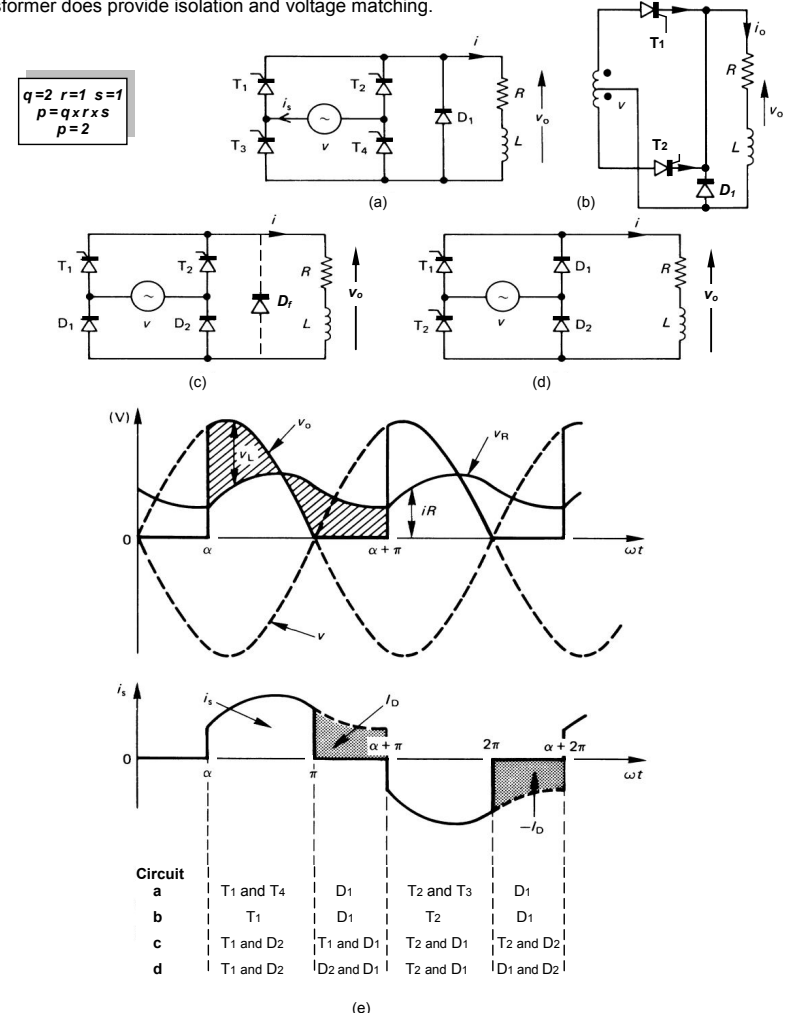 sformer does provide isolation and voltage matching.
q=2 r=1 s=1
p=q x r x s
p=2
T1 T2 T3 T4 i is v D1 R L vo
(a)
T1 T2 v D1 io R L vo
(b)
T1 T2 D1 D2 v Df i R L vo
(c)
T1 T2 D1 D2 v i R L vo
(d)
(V)
vo
vR
vL
iR
0 α α + π ωt
v
is
is
ID
α + π 2π α + 2π
0 α π ωt
−ID
Circuit
a T1 and T4 D1 T2 and T3 D1
b T1 D1 T2 D1
c T1 and D2 T1 and D1 T2 and D1 T2 and D2
d T1 and D2 D2 and D1 T2 and D1 D1 and D2
(e)